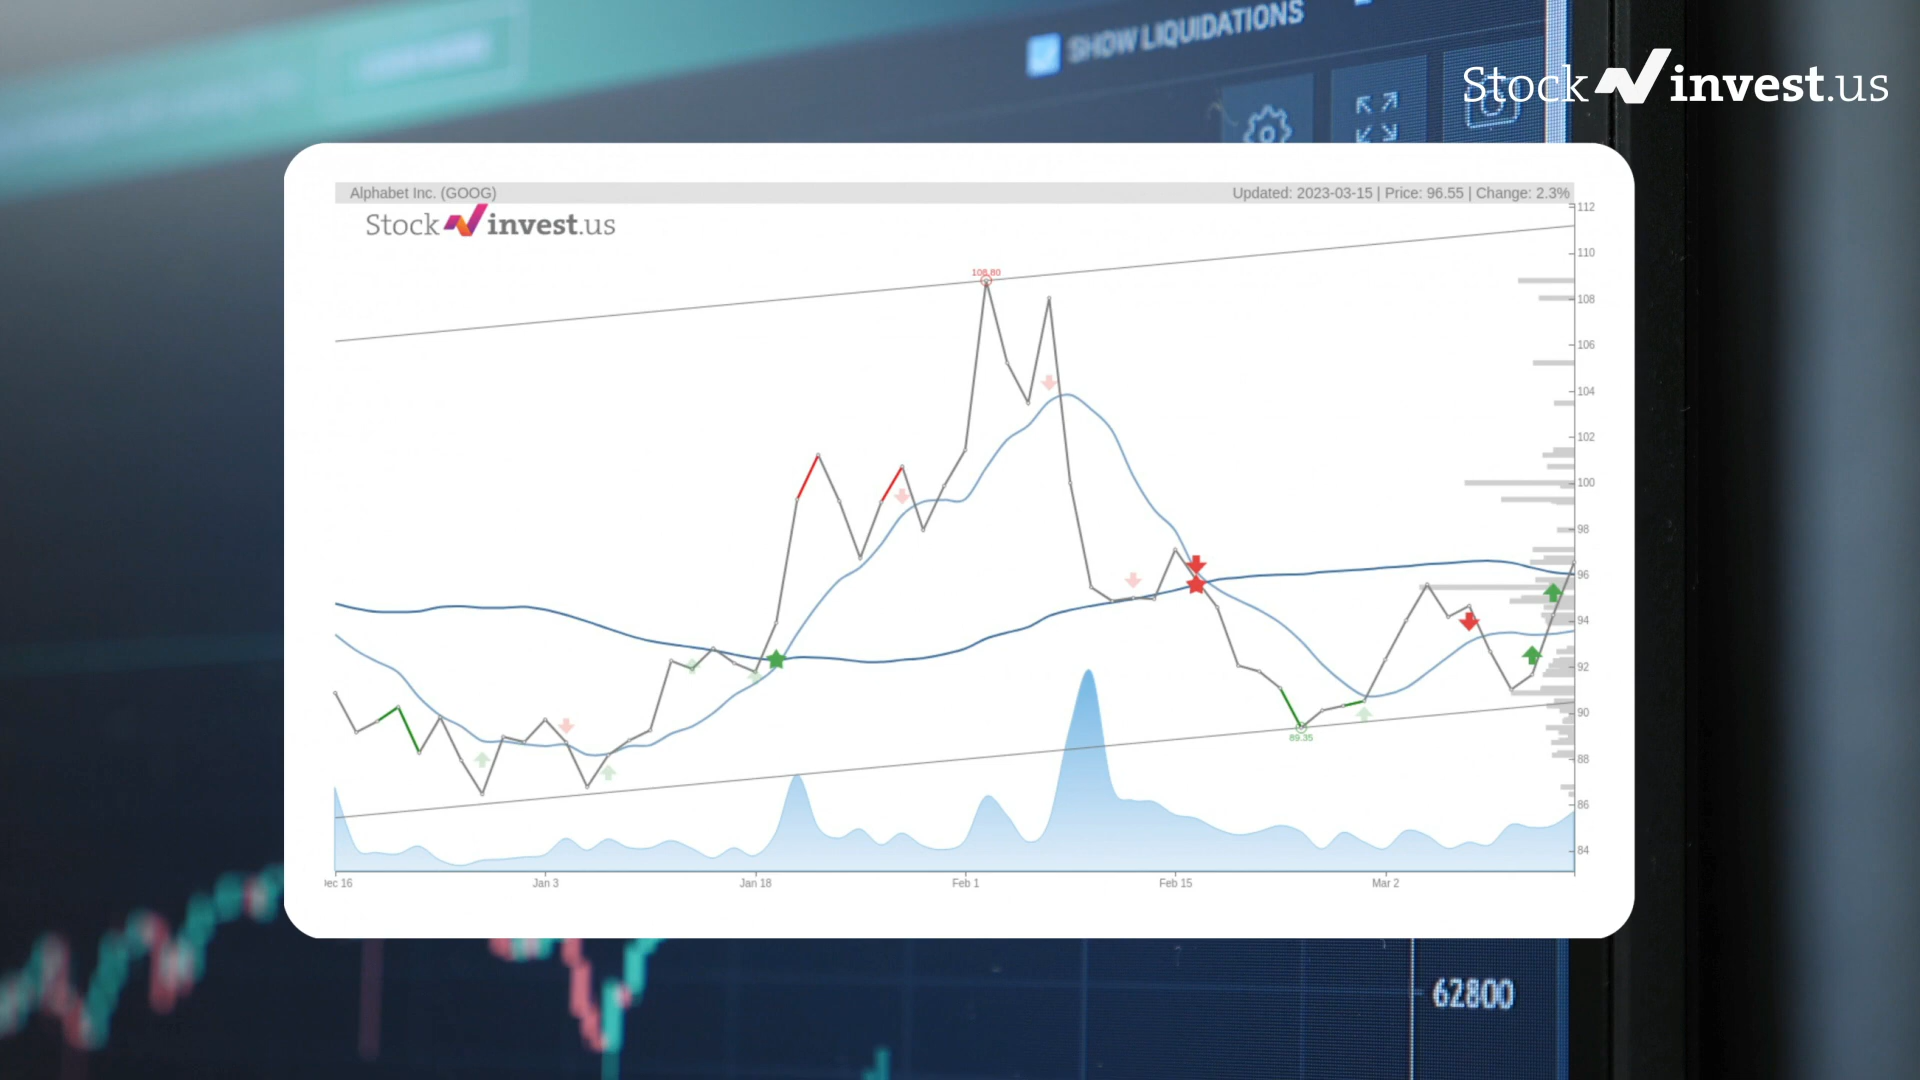 SHOW LIQUIDATIONS
Stock invest.us
Alphabet Inc. (GOOG)
Updated: 2023-03-15 | Price: 96.55 | Change: 2.3%
Stock invest.us
112
110
108.80
108
106
104
102
100
98
96
94
92
90
89.35
88
86
84
ec 16
Jan 3
Jan 18
Feb 1
Feb 15
Mar 2
62800